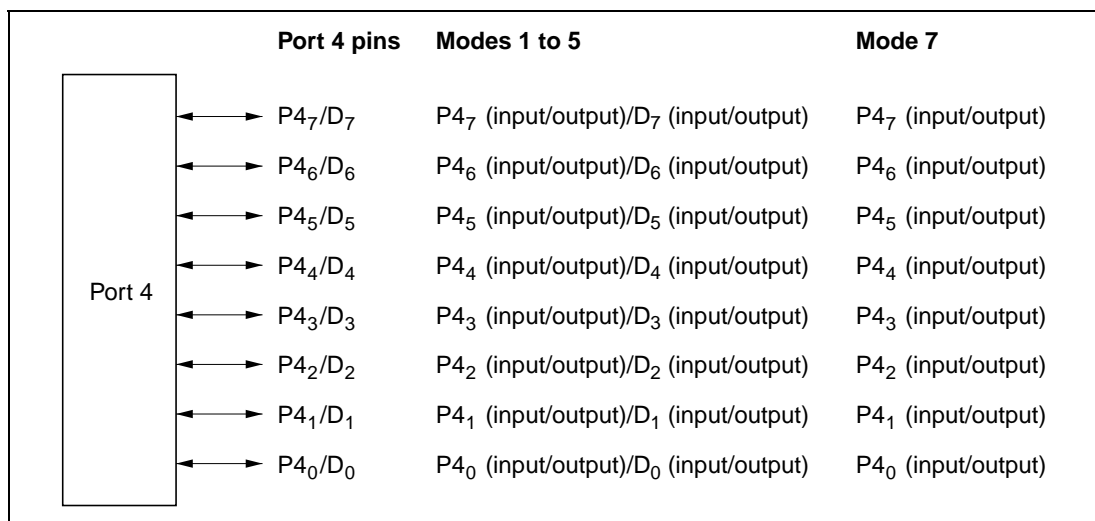 Port 4 pins Modes 1 to 5 Mode 7
P4₇/D₇ P4₇ (input/output)/D₇ (input/output) P4₇ (input/output)
P4₆/D₆ P4₆ (input/output)/D₆ (input/output) P4₆ (input/output)
P4₅/D₅ P4₅ (input/output)/D₅ (input/output) P4₅ (input/output)
P4₄/D₄ P4₄ (input/output)/D₄ (input/output) P4₄ (input/output)
Port 4
P4₃/D₃ P4₃ (input/output)/D₃ (input/output) P4₃ (input/output)
P4₂/D₂ P4₂ (input/output)/D₂ (input/output) P4₂ (input/output)
P4₁/D₁ P4₁ (input/output)/D₁ (input/output) P4₁ (input/output)
P4₀/D₀ P4₀ (input/output)/D₀ (input/output) P4₀ (input/output)